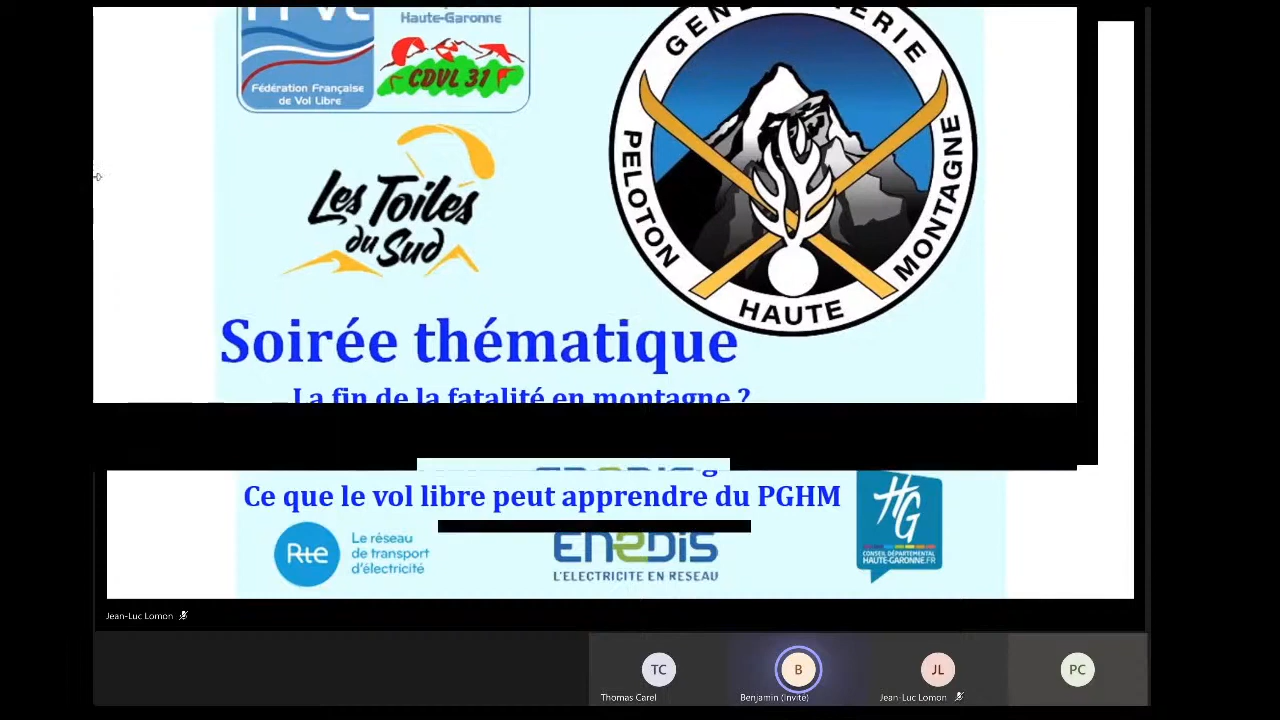 Haute-Garonne
CDVL 31
Fédération Française
de Vol Libre
GENDARMERIE
PELOTON
HAUTE
MONTAGNE
Les Toiles
du Sud
Soirée thématique
La fin de la fatalité en montagne ?
Ce que le vol libre peut apprendre du PGHM
Rte
Le réseau
de transport
d'électricité
ENEDIS
L'ELECTRICITE EN RESEAU
HG
CONSEIL DÉPARTEMENTAL
HAUTE-GARONNE.FR
Jean-Luc Lomon
TC
Thomas Carel
B
Benjamin (Invité)
JL
Jean-Luc Lomon
PC